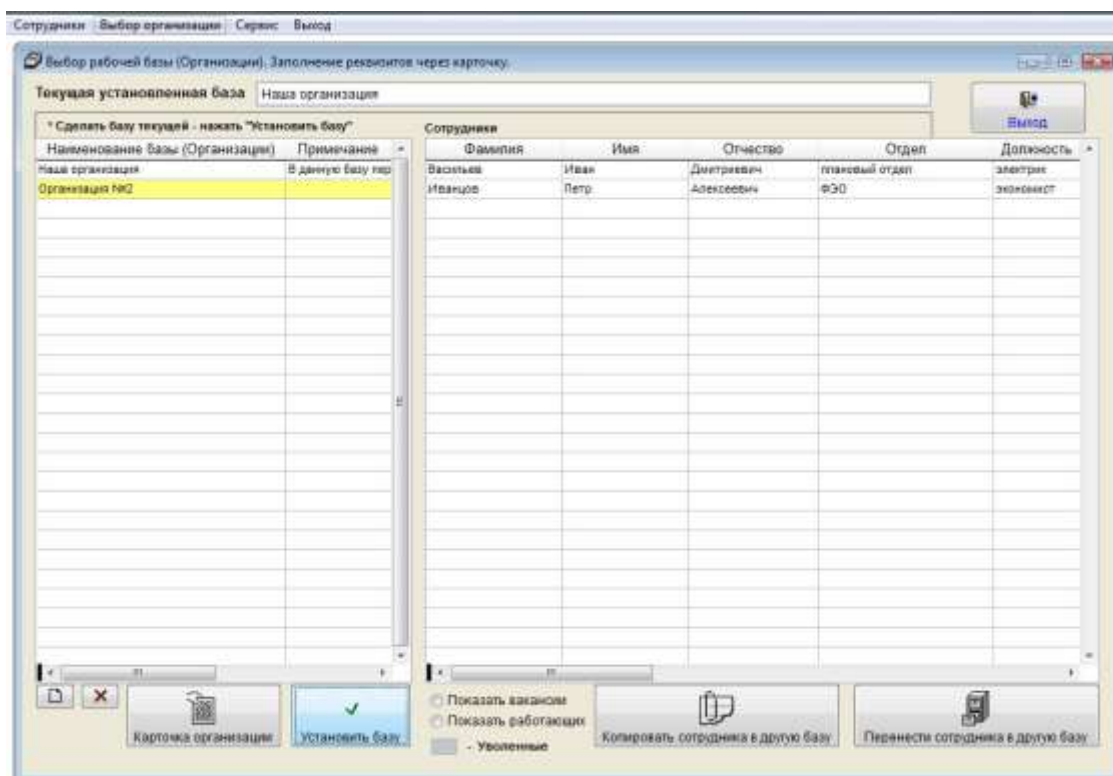 Сотрудники Выбор организации Сервис Выход
Выбор рабочей базы (Организации). Заполнение реквизитов через карточку.
Текущая установленная база Наша организация
Выход
* Сделать базу текущей - нажать "Установить базу"
Сотрудники
Наименование базы (Организации) Примечание Фамилия Имя Отчество Отдел Должность
Наша организация В данную базу пер Васильев Иван Дмитриевич плановый отдел электрик
Организация №2 Иванцов Петр Алексеевич ФЭО экономист
Показать вакансии
Показать работающих
- Уволенные
Карточка организации Установить базу Копировать сотрудника в другую базу Перенести сотрудника в другую базу